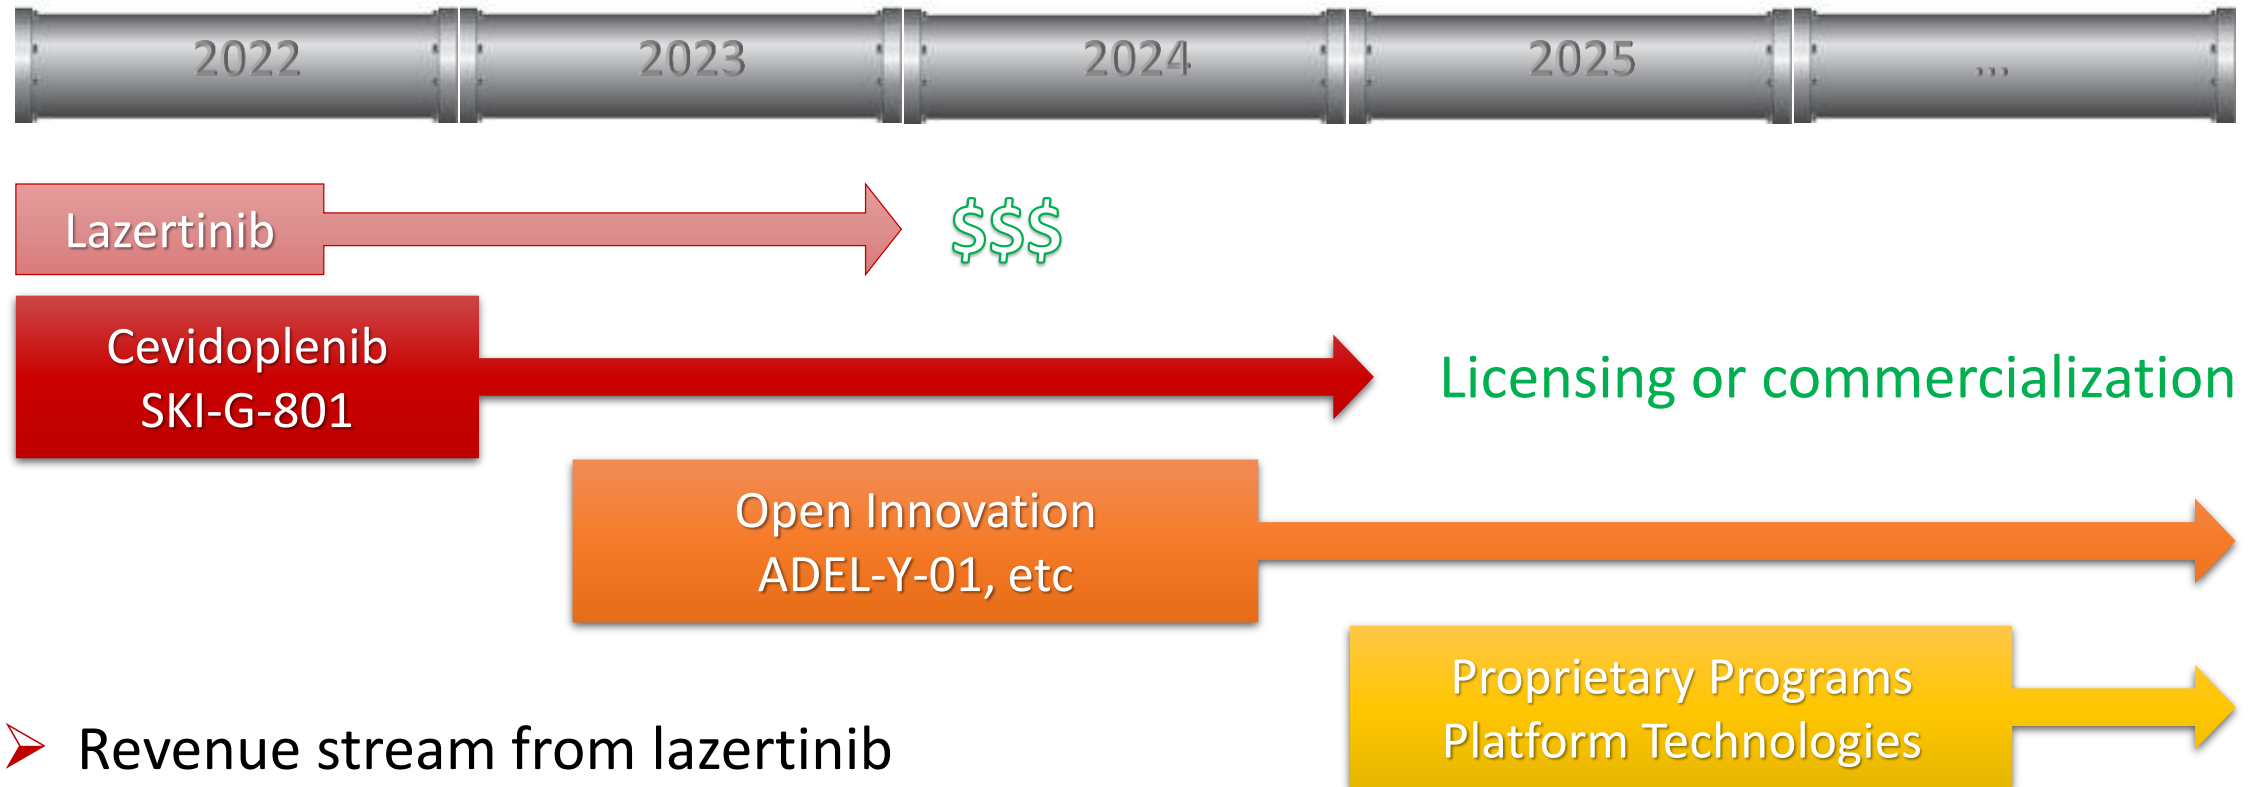 2022 2023 2024 2025 ...
Lazertinib $$$
Cevidoplenib
SKI-G-801
Licensing or commercialization
Open Innovation
ADEL-Y-01, etc
Proprietary Programs
Platform Technologies
Revenue stream from lazertinib